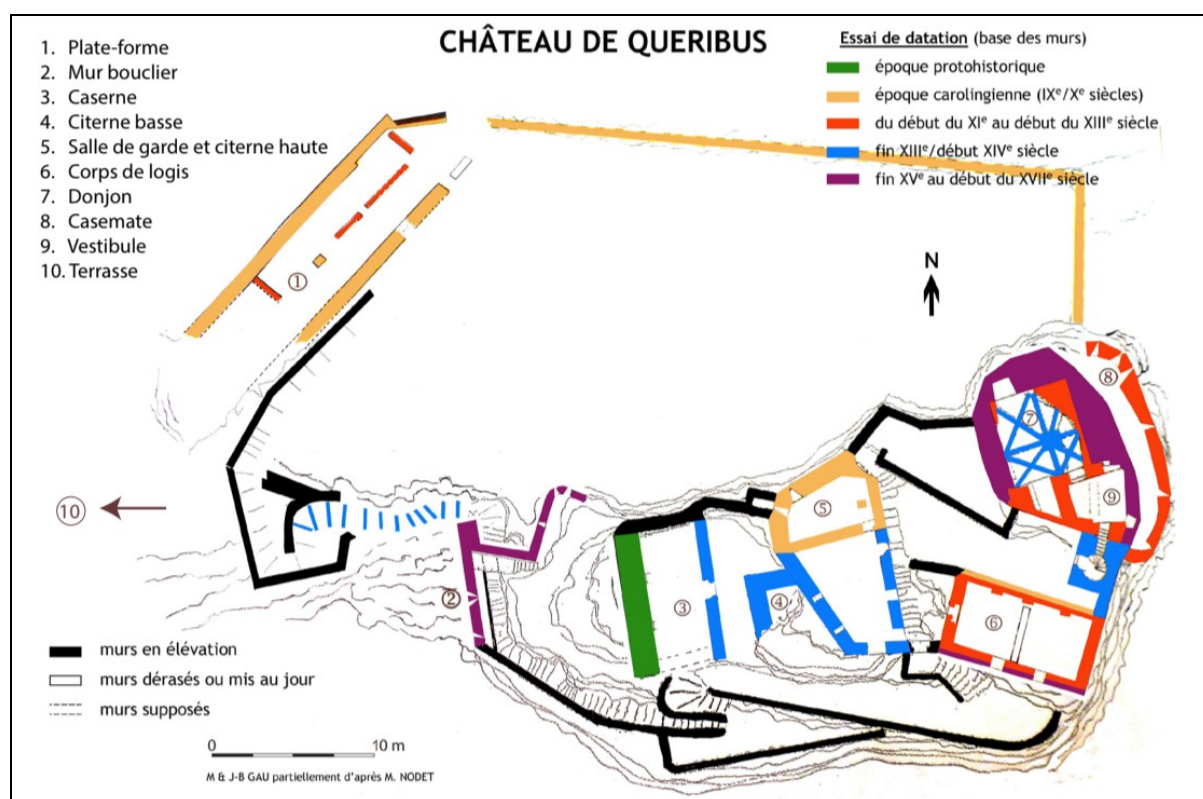 CHÂTEAU DE QUERIBUS
1. Plate-forme
2. Mur bouclier
3. Caserne
4. Citerne basse
5. Salle de garde et citerne haute
6. Corps de logis
7. Donjon
8. Casemate
9. Vestibule
10. Terrasse
Essai de datation (base des murs)
époque protohistorique
époque carolingienne (IXe/Xe siècles)
du début du XIe au début du XIIIe siècle
fin XIIIe/début XIVe siècle
fin XVe au début du XVIIe siècle
N
①
⑧
⑦
⑨
⑩
⑤
②
③
④
⑥
murs en élévation
murs dérasés ou mis au jour
murs supposés
0 10 m
M & J-B GAU partiellement d'après M. NODET